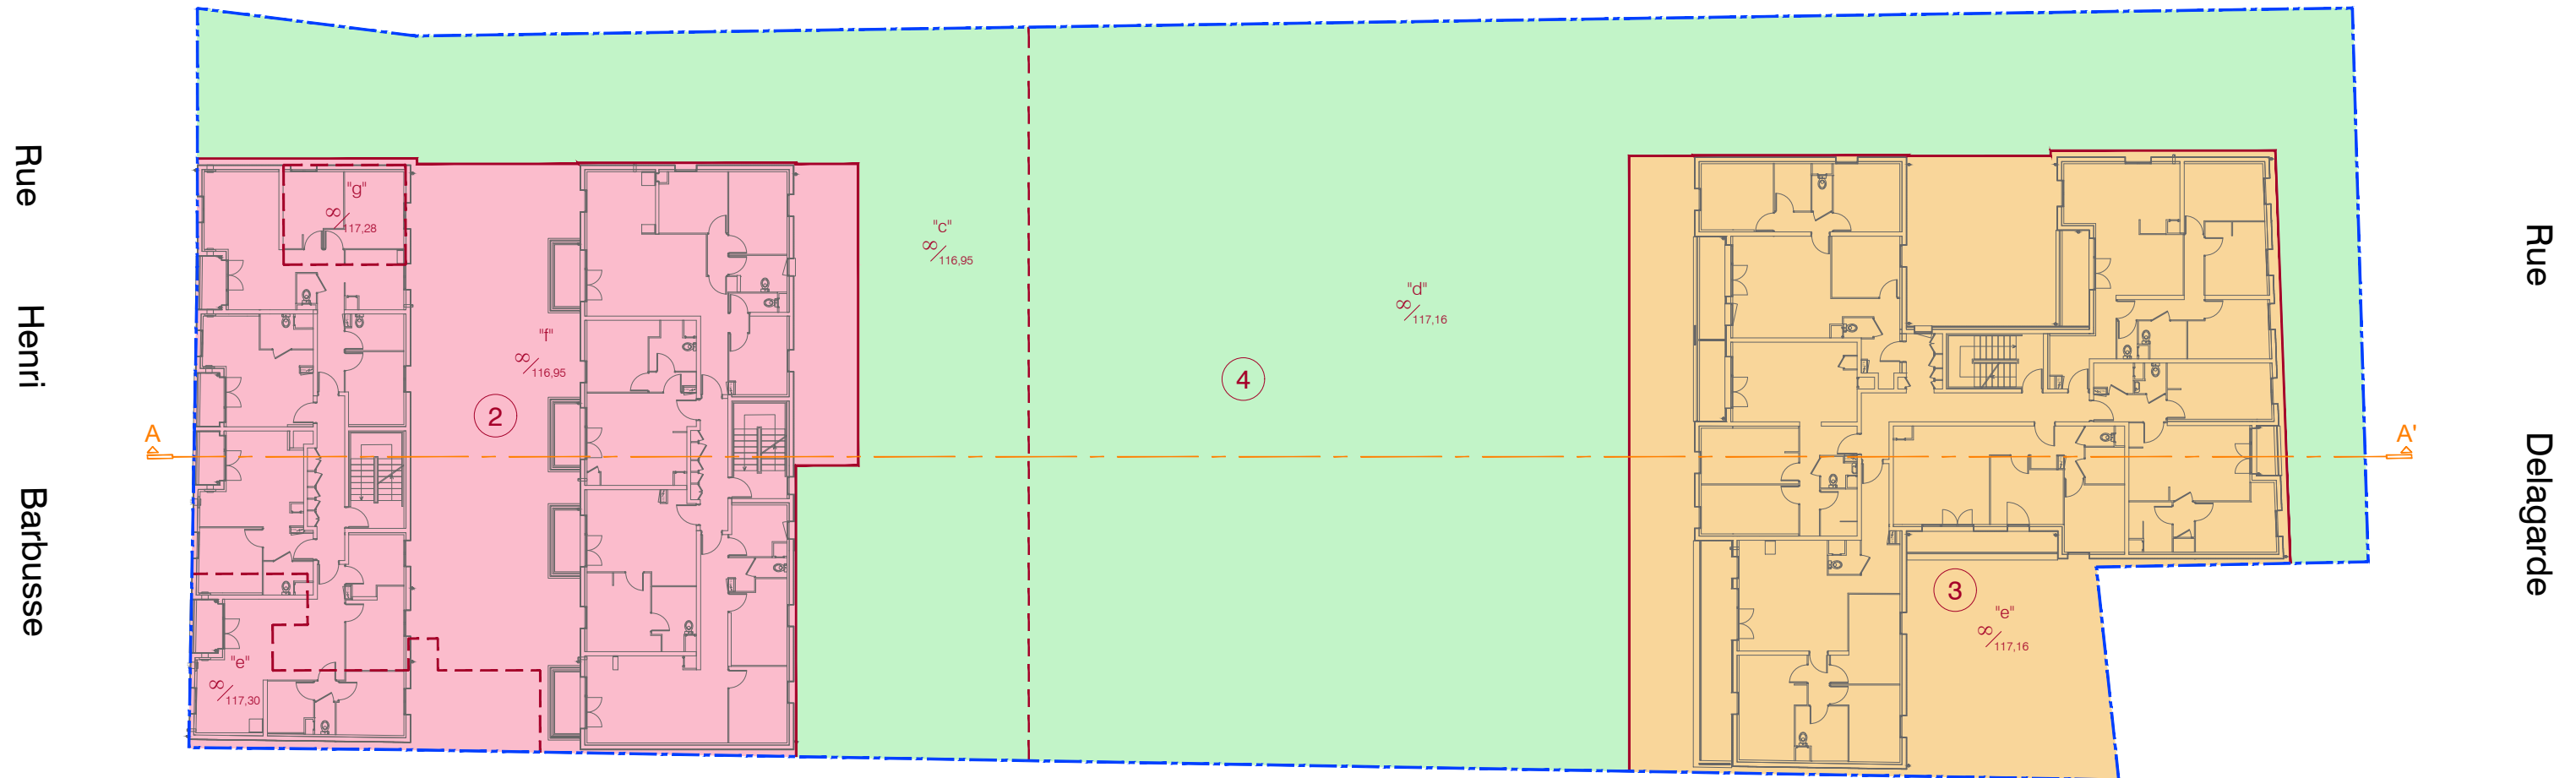 Rue
Henri
Barbusse
A
"g"
∞/117,28
"f"
∞/116,95
2
"e"
∞/117,30
"c"
∞/116,95
4
"d"
∞/117,16
3
"e"
∞/117,16
A'
Rue
Delagarde